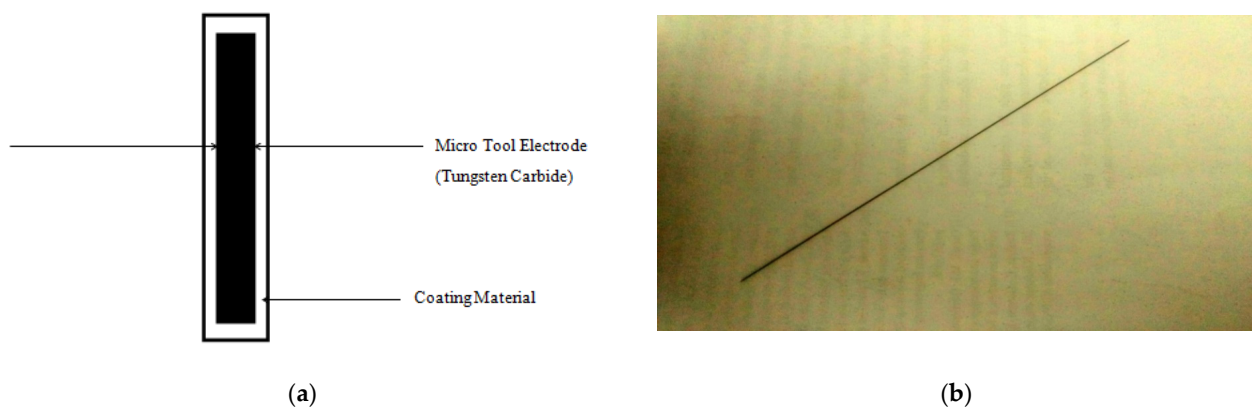 Micro Tool Electrode
(Tungsten Carbide)
Coating Material
(a)
(b)